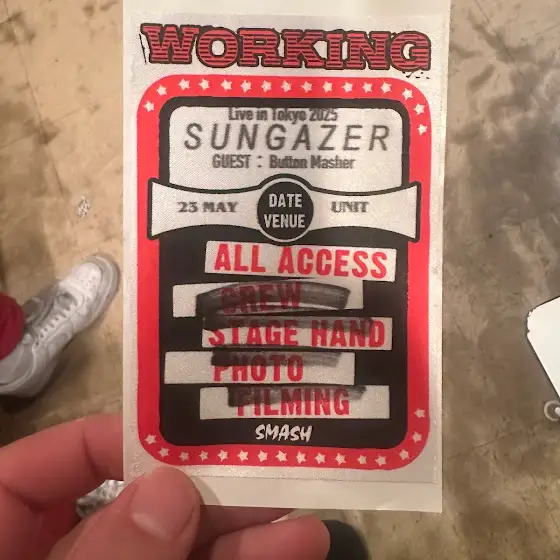 WORKING
Live in Tokyo 2025
SUNGAZER
GUEST : Button Masher
23 MAY DATE VENUE UNIT
ALL ACCESS
CREW
STAGE HAND
PHOTO
FILMING
SMASH